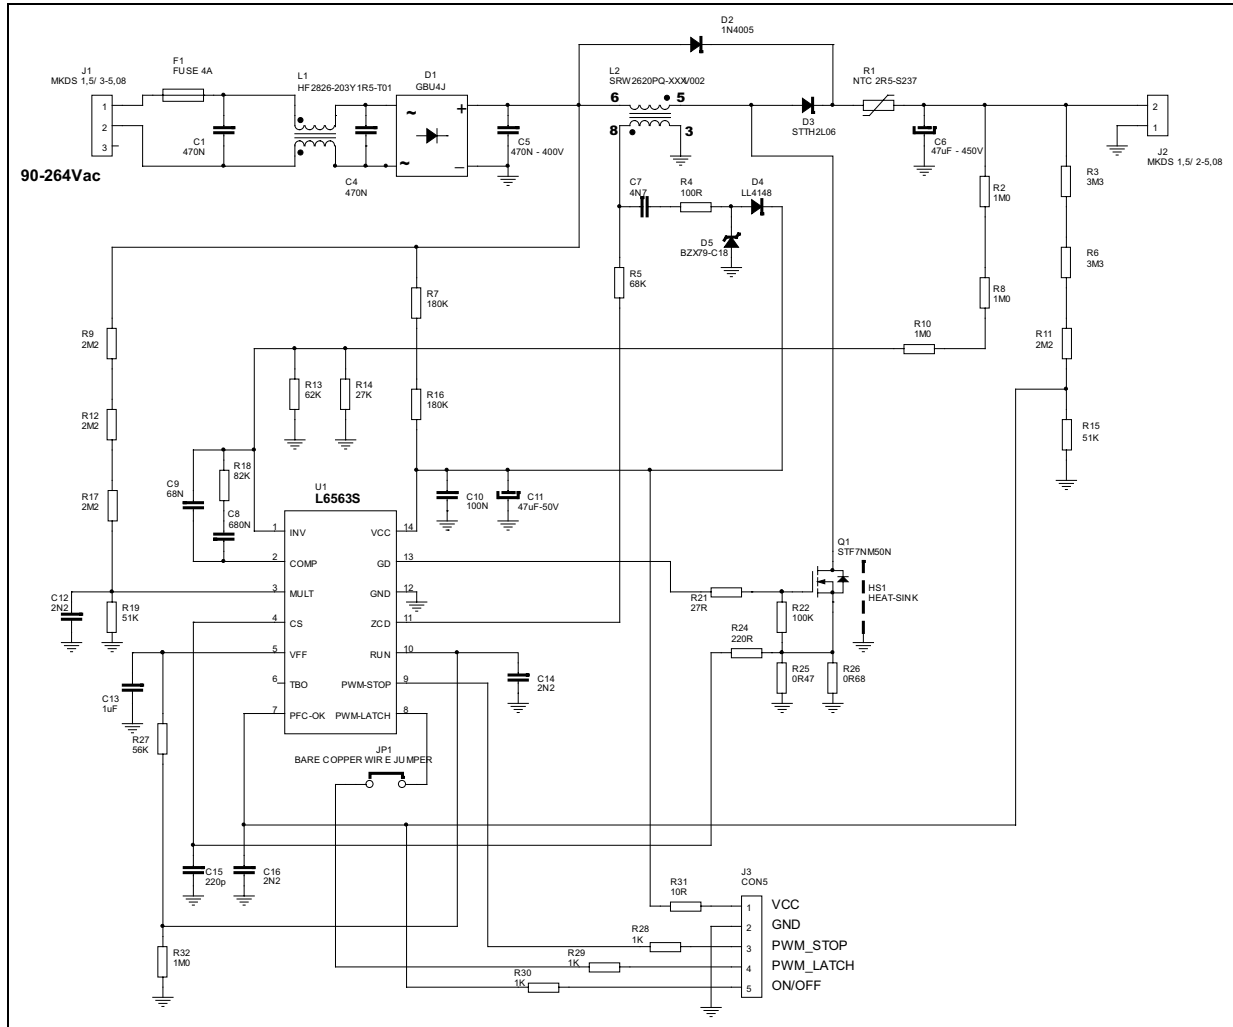 D2
1N4005
F1
FUSE 4A
J1
MKDS 1,5/ 3-5,08
L1
HF2826-203Y1R5-T01
D1
GBU4J
L2
SRW2620PQ-XXXV002
R1
NTC 2R5-S237
1
2
3
~
+
~
−
6
5
8
3
C1
470N
C4
470N
C5
470N - 400V
D3
STTH2L06
C6
47uF - 450V
2
1
J2
MKDS 1,5/ 2-5,08
90-264Vac
C7
4N7
R4
100R
D4
LL4148
D5
BZX79-C18
R2
1M0
R3
3M3
R5
68K
R6
3M3
R7
180K
R8
1M0
R9
2M2
R10
1M0
R11
2M2
R13
62K
R14
27K
R16
180K
R12
2M2
R15
51K
R17
2M2
C9
68N
R18
82K
C8
680N
U1
L6563S
C10
100N
C11
47uF-50V
1 INV VCC 14
2 COMP GD 13
3 MULT GND 12
4 CS ZCD 11
5 VFF RUN 10
6 TBO PWM-STOP 9
7 PFC-OK PWM-LATCH 8
Q1
STF7NM50N
HS1
HEAT-SINK
C12
2N2
R19
51K
R21
27R
R22
100K
R24
220R
R25
0R47
R26
0R68
C13
1uF
C14
2N2
R27
56K
JP1
BARE COPPER WIRE JUMPER
C15
220p
C16
2N2
R32
1M0
J3
CON5
R31
10R
R28
1K
R29
1K
R30
1K
1 VCC
2 GND
3 PWM_STOP
4 PWM_LATCH
5 ON/OFF